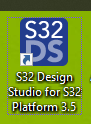 S32
DS
S32 Design
Studio for S32
Platform 3.5